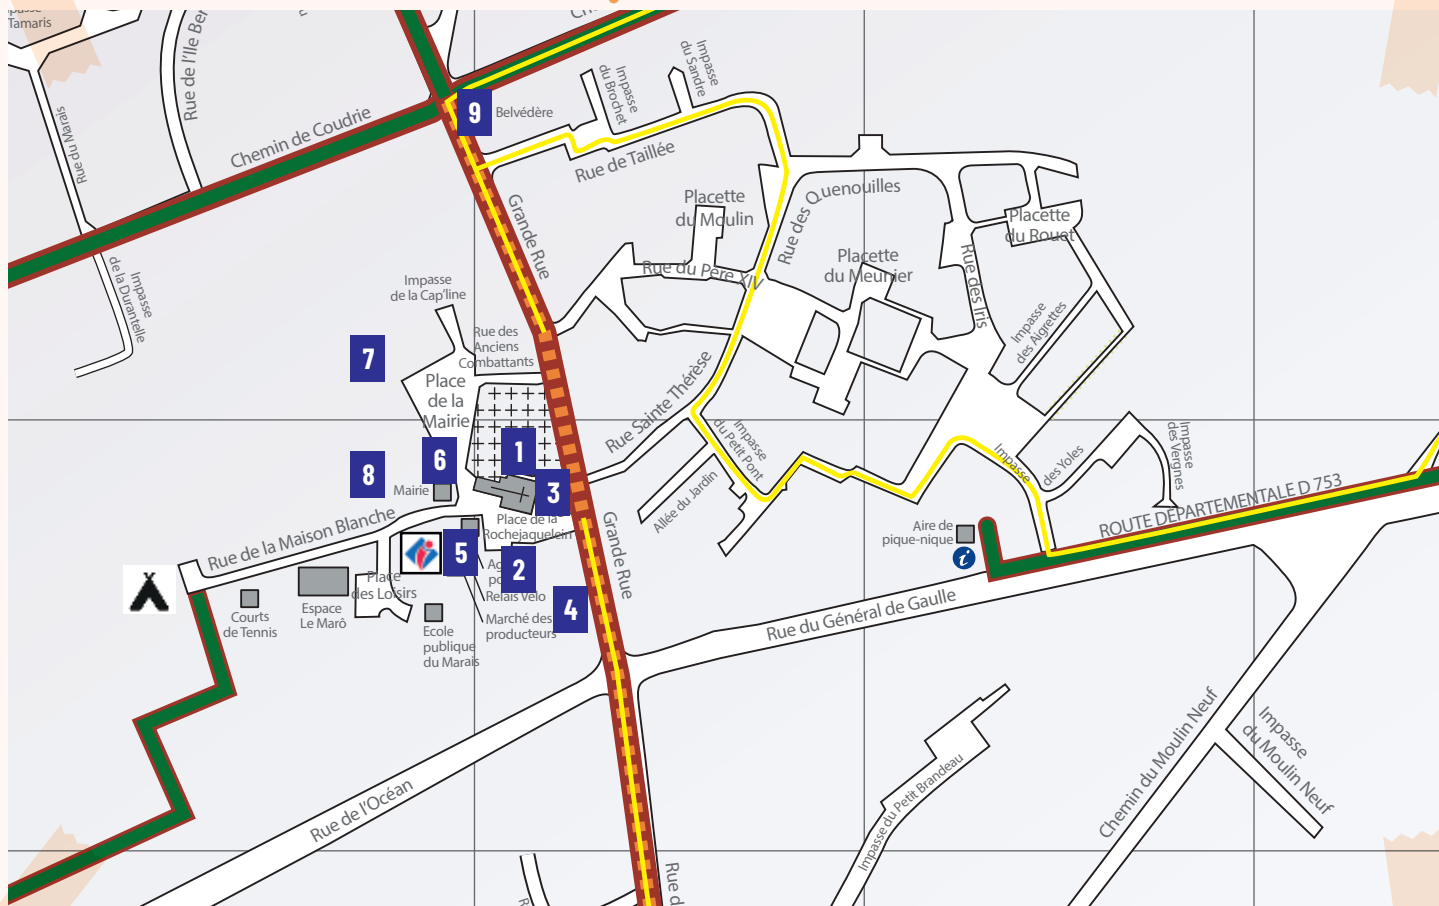 Tamaris
Rue de l'Ile Ber
Rue du Marais
Chemin de Coudrie
Impasse
de la Durantelle
9
Belvédère
Impasse
du Brochet
Impasse
du Sandre
Rue de Taillée
Grande Rue
Placette
du Moulin
Rue des Quenouilles
Placette
du Rouet
Placette
du Meunier
Rue du Père XIV
Rue des Iris
Impasse
des Aigrettes
Impasse
de la Cap'line
Rue des
Anciens
Combattants
7
Place
de la
Mairie
Rue Sainte Thérèse
Impasse
du Petit Pont
Allée du Jardin
1
6
8
Mairie
3
Impasse
des Yoles
Impasse
des Vergnes
ROUTE DÉPARTEMENTALE D 753
Aire de
pique-nique
i
Rue de la Maison Blanche
Place de la
Rochejaquelein
Grande Rue
5
2
Ag
po
Relais Vélo
4
Marché des
producteurs
Place
des Loisirs
Espace
Le Marô
Courts
de Tennis
Ecole
publique
du Marais
Rue du Général de Gaulle
Rue de l'Océan
Impasse du Petit Brandeau
Chemin du Moulin Neuf
Impasse
du Moulin Neuf
Rue d